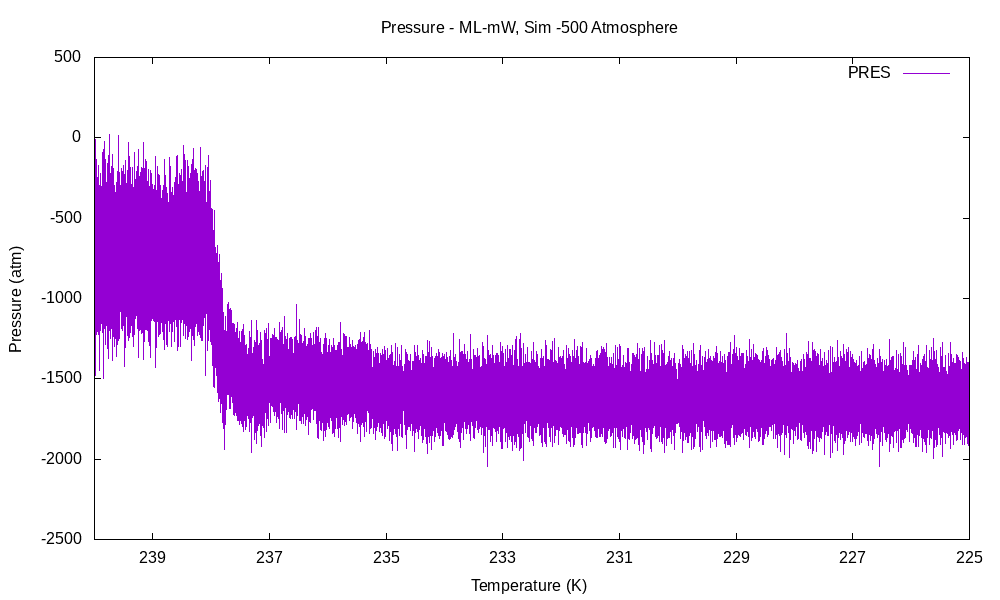 Pressure - ML-mW, Sim -500 Atmosphere
PRES
500
0
-500
-1000
-1500
-2000
-2500
Pressure (atm)
239 237 235 233 231 229 227 225
Temperature (K)